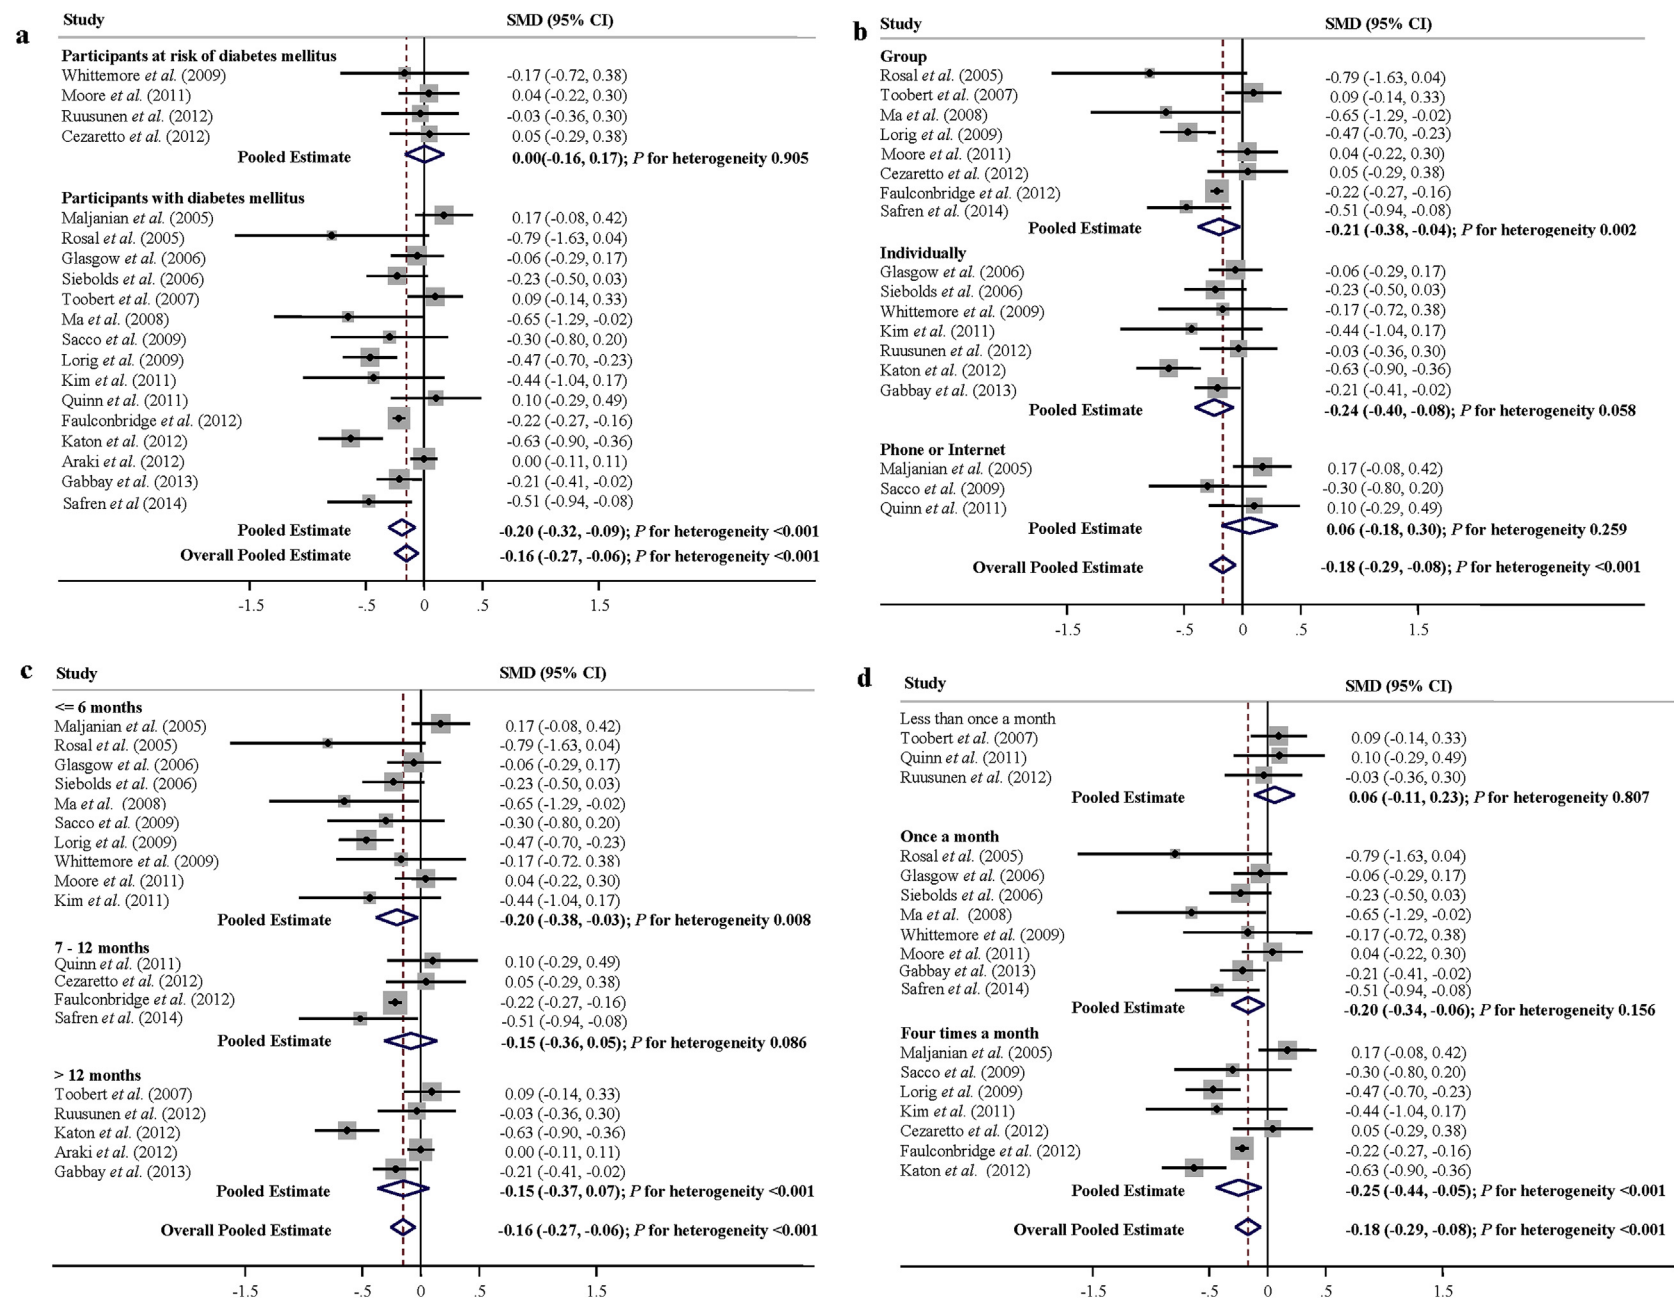 a
Study SMD (95% CI)
Participants at risk of diabetes mellitus
Whittemore et al. (2009) -0.17 (-0.72, 0.38)
Moore et al. (2011) 0.04 (-0.22, 0.30)
Ruusunen et al. (2012) -0.03 (-0.36, 0.30)
Cezaretto et al. (2012) 0.05 (-0.29, 0.38)
Pooled Estimate 0.00(-0.16, 0.17); P for heterogeneity 0.905
Participants with diabetes mellitus
Maljanian et al. (2005) 0.17 (-0.08, 0.42)
Rosal et al. (2005) -0.79 (-1.63, 0.04)
Glasgow et al. (2006) -0.06 (-0.29, 0.17)
Siebolds et al. (2006) -0.23 (-0.50, 0.03)
Toobert et al. (2007) 0.09 (-0.14, 0.33)
Ma et al. (2008) -0.65 (-1.29, -0.02)
Sacco et al. (2009) -0.30 (-0.80, 0.20)
Lorig et al. (2009) -0.47 (-0.70, -0.23)
Kim et al. (2011) -0.44 (-1.04, 0.17)
Quinn et al. (2011) 0.10 (-0.29, 0.49)
Faulconbridge et al. (2012) -0.22 (-0.27, -0.16)
Katon et al. (2012) -0.63 (-0.90, -0.36)
Araki et al. (2012) 0.00 (-0.11, 0.11)
Gabbay et al. (2013) -0.21 (-0.41, -0.02)
Safren et al (2014) -0.51 (-0.94, -0.08)
Pooled Estimate -0.20 (-0.32, -0.09); P for heterogeneity <0.001
Overall Pooled Estimate -0.16 (-0.27, -0.06); P for heterogeneity <0.001
-1.5 -.5 0 .5 1.5
b
Study SMD (95% CI)
Group
Rosal et al. (2005) -0.79 (-1.63, 0.04)
Toobert et al. (2007) 0.09 (-0.14, 0.33)
Ma et al. (2008) -0.65 (-1.29, -0.02)
Lorig et al. (2009) -0.47 (-0.70, -0.23)
Moore et al. (2011) 0.04 (-0.22, 0.30)
Cezaretto et al. (2012) 0.05 (-0.29, 0.38)
Faulconbridge et al. (2012) -0.22 (-0.27, -0.16)
Safren et al. (2014) -0.51 (-0.94, -0.08)
Pooled Estimate -0.21 (-0.38, -0.04); P for heterogeneity 0.002
Individually
Glasgow et al. (2006) -0.06 (-0.29, 0.17)
Siebolds et al. (2006) -0.23 (-0.50, 0.03)
Whittemore et al. (2009) -0.17 (-0.72, 0.38)
Kim et al. (2011) -0.44 (-1.04, 0.17)
Ruusunen et al. (2012) -0.03 (-0.36, 0.30)
Katon et al. (2012) -0.63 (-0.90, -0.36)
Gabbay et al. (2013) -0.21 (-0.41, -0.02)
Pooled Estimate -0.24 (-0.40, -0.08); P for heterogeneity 0.058
Phone or Internet
Maljanian et al. (2005) 0.17 (-0.08, 0.42)
Sacco et al. (2009) -0.30 (-0.80, 0.20)
Quinn et al. (2011) 0.10 (-0.29, 0.49)
Pooled Estimate 0.06 (-0.18, 0.30); P for heterogeneity 0.259
Overall Pooled Estimate -0.18 (-0.29, -0.08); P for heterogeneity <0.001
-1.5 -.5 0 .5 1.5
c
Study SMD (95% CI)
<= 6 months
Maljanian et al. (2005) 0.17 (-0.08, 0.42)
Rosal et al. (2005) -0.79 (-1.63, 0.04)
Glasgow et al. (2006) -0.06 (-0.29, 0.17)
Siebolds et al. (2006) -0.23 (-0.50, 0.03)
Ma et al. (2008) -0.65 (-1.29, -0.02)
Sacco et al. (2009) -0.30 (-0.80, 0.20)
Lorig et al. (2009) -0.47 (-0.70, -0.23)
Whittemore et al. (2009) -0.17 (-0.72. 0.38)
Moore et al. (2011) 0.04 (-0.22, 0.30)
Kim et al. (2011) -0.44 (-1.04, 0.17)
Pooled Estimate -0.20 (-0.38, -0.03); P for heterogeneity 0.008
7 - 12 months
Quinn et al. (2011) 0.10 (-0.29, 0.49)
Cezaretto et al. (2012) 0.05 (-0.29, 0.38)
Faulconbridge et al. (2012) -0.22 (-0.27, -0.16)
Safren et al. (2014) -0.51 (-0.94, -0.08)
Pooled Estimate -0.15 (-0.36, 0.05); P for heterogeneity 0.086
> 12 months
Toobert et al. (2007) 0.09 (-0.14, 0.33)
Ruusunen et al. (2012) -0.03 (-0.36, 0.30)
Katon et al. (2012) -0.63 (-0.90, -0.36)
Araki et al. (2012) 0.00 (-0.11, 0.11)
Gabbay et al. (2013) -0.21 (-0.41, -0.02)
Pooled Estimate -0.15 (-0.37, 0.07); P for heterogeneity <0.001
Overall Pooled Estimate -0.16 (-0.27, -0.06); P for heterogeneity <0.001
-1.5 -.5 0 .5 1.5
d
Study SMD (95% CI)
Less than once a month
Toobert et al. (2007) 0.09 (-0.14, 0.33)
Quinn et al. (2011) 0.10 (-0.29, 0.49)
Ruusunen et al. (2012) -0.03 (-0.36, 0.30)
Pooled Estimate 0.06 (-0.11, 0.23); P for heterogeneity 0.807
Once a month
Rosal et al. (2005) -0.79 (-1.63, 0.04)
Glasgow et al. (2006) -0.06 (-0.29, 0.17)
Siebolds et al. (2006) -0.23 (-0.50, 0.03)
Ma et al. (2008) -0.65 (-1.29, -0.02)
Whittemore et al. (2009) -0.17 (-0.72, 0.38)
Moore et al. (2011) 0.04 (-0.22, 0.30)
Gabbay et al. (2013) -0.21 (-0.41, -0.02)
Safren et al. (2014) -0.51 (-0.94, -0.08)
Pooled Estimate -0.20 (-0.34, -0.06); P for heterogeneity 0.156
Four times a month
Maljanian et al. (2005) 0.17 (-0.08, 0.42)
Sacco et al. (2009) -0.30 (-0.80, 0.20)
Lorig et al. (2009) -0.47 (-0.70, -0.23)
Kim et al. (2011) -0.44 (-1.04, 0.17)
Cezaretto et al. (2012) 0.05 (-0.29, 0.38)
Faulconbridge et al. (2012) -0.22 (-0.27, -0.16)
Katon et al. (2012) -0.63 (-0.90, -0.36)
Pooled Estimate -0.25 (-0.44, -0.05); P for heterogeneity <0.001
Overall Pooled Estimate -0.18 (-0.29, -0.08); P for heterogeneity <0.001
-1.5 -.5 0 .5 1.5